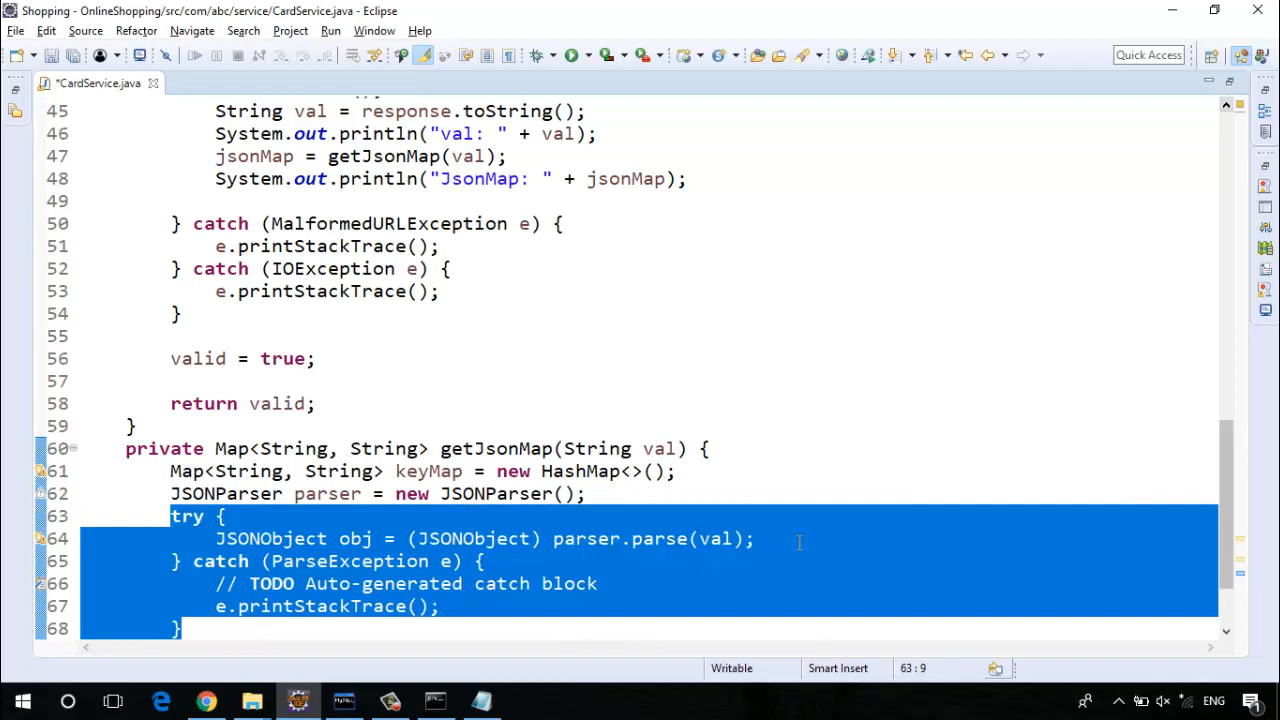 Shopping - OnlineShopping/src/com/abc/service/CardService.java - Eclipse
File Edit Source Refactor Navigate Search Project Run Window Help
Quick Access
*CardService.java
45 String val = response.toString();
46 System.out.println("val: " + val);
47 jsonMap = getJsonMap(val);
48 System.out.println("JsonMap: " + jsonMap);
49
50 } catch (MalformedURLException e) {
51 e.printStackTrace();
52 } catch (IOException e) {
53 e.printStackTrace();
54 }
55
56 valid = true;
57
58 return valid;
59 }
60 private Map<String, String> getJsonMap(String val) {
61 Map<String, String> keyMap = new HashMap<>();
62 JSONParser parser = new JSONParser();
63 try {
64 JSONObject obj = (JSONObject) parser.parse(val);
65 } catch (ParseException e) {
66 // TODO Auto-generated catch block
67 e.printStackTrace();
68 }
Writable Smart Insert 63 : 9
ENG 1